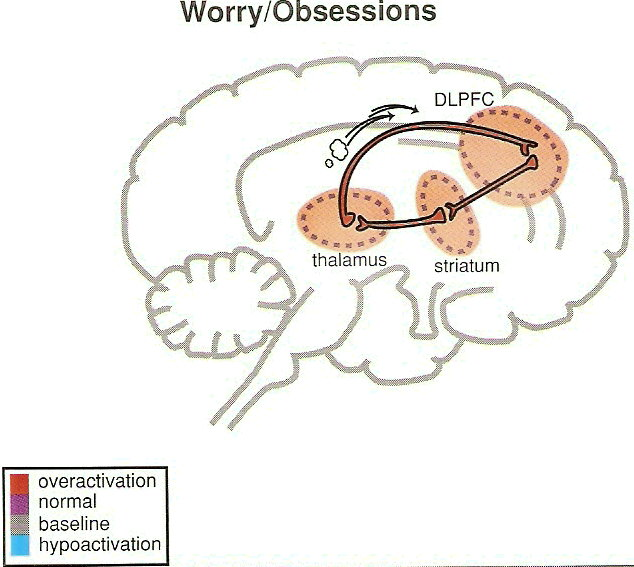 Worry/Obsessions
DLPFC
thalamus
striatum
overactivation
normal
baseline
hypoactivation